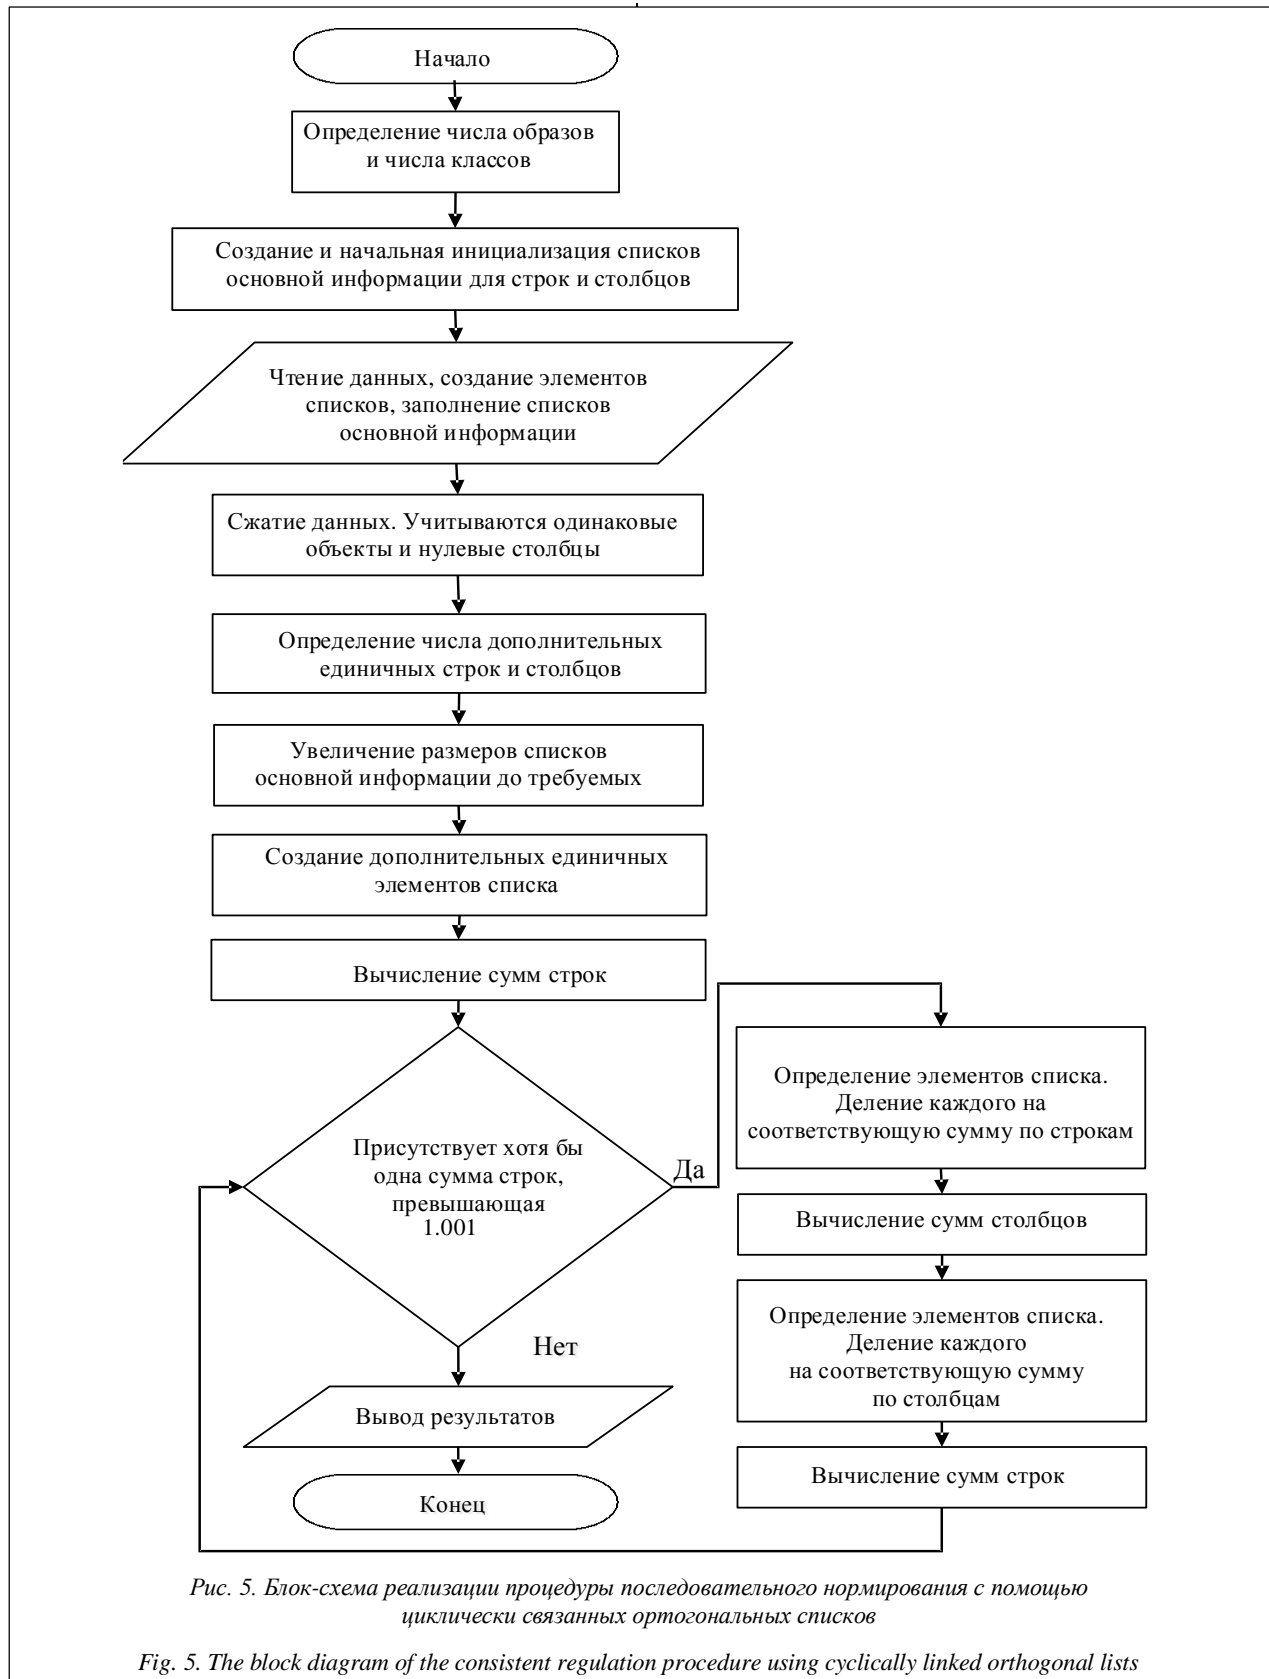 Начало
Определение числа образов
и числа классов
Создание и начальная инициализация списков
основной информации для строк и столбцов
Чтение данных, создание элементов
списков, заполнение списков
основной информации
Сжатие данных. Учитываются одинаковые
объекты и нулевые столбцы
Определение числа дополнительных
единичных строк и столбцов
Увеличение размеров списков
основной информации до требуемых
Создание дополнительных единичных
элементов списка
Вычисление сумм строк
Присутствует хотя бы
одна сумма строк,
превышающая
1.001
Да
Определение элементов списка.
Деление каждого на
соответствующую сумму по строкам
Вычисление сумм столбцов
Определение элементов списка.
Деление каждого
на соответствующую сумму
по столбцам
Вычисление сумм строк
Нет
Вывод результатов
Конец
Рис. 5. Блок-схема реализации процедуры последовательного нормирования с помощью
циклически связанных ортогональных списков
Fig. 5. The block diagram of the consistent regulation procedure using cyclically linked orthogonal lists